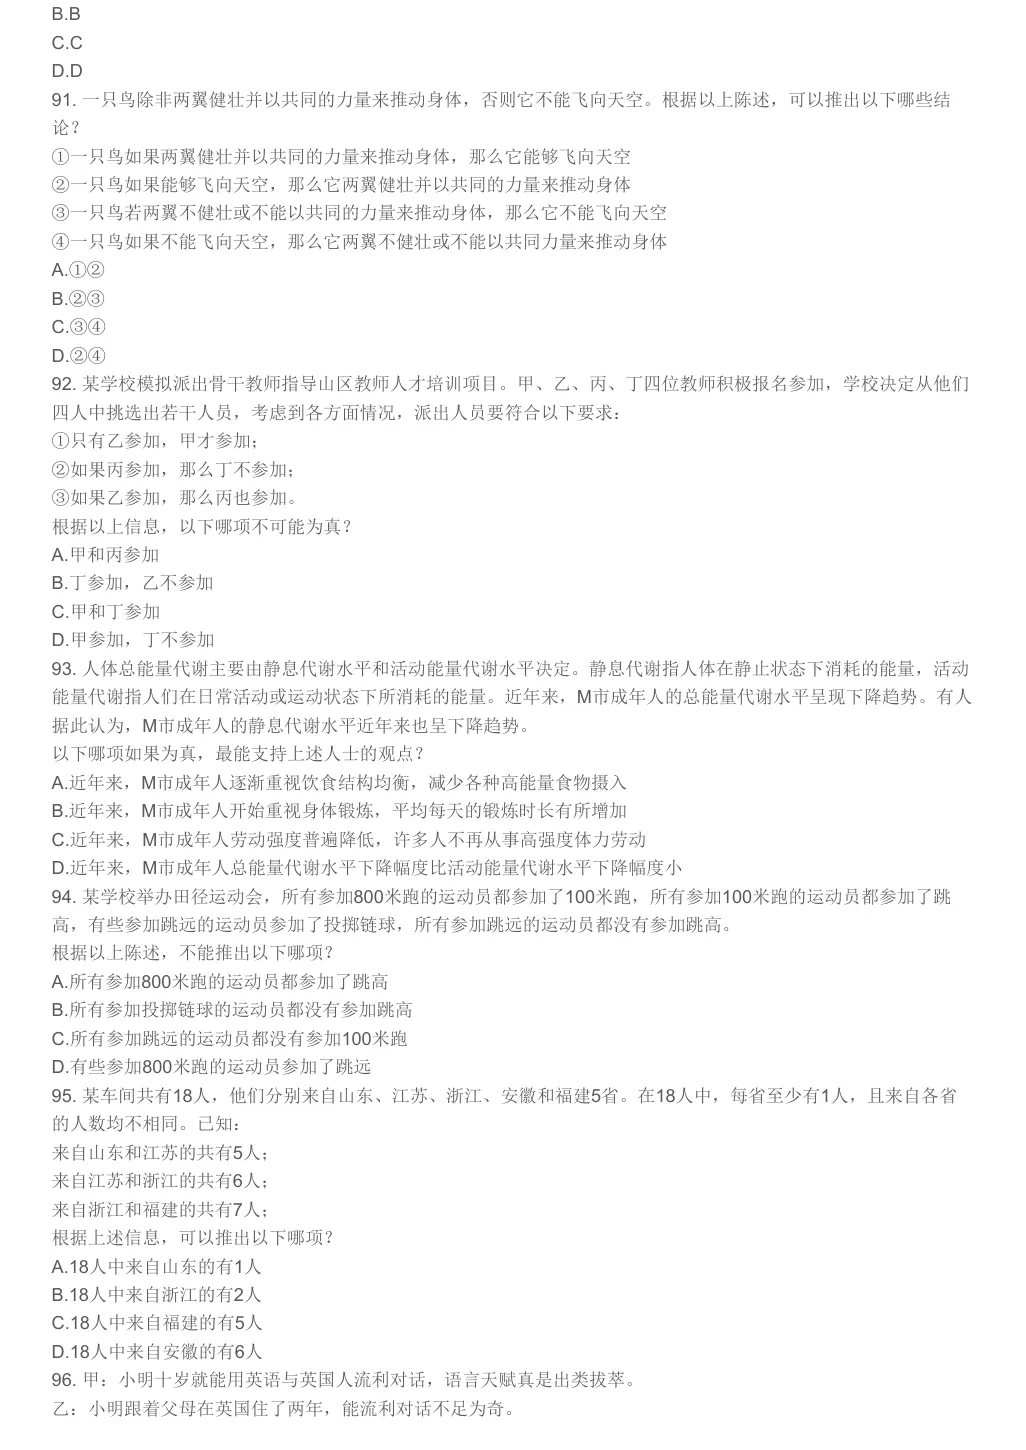 B.B
C.C
D.D
91. 一只鸟除非两翼健壮并以共同的力量来推动身体，否则它不能飞向天空。根据以上陈述，可以推出以下哪些结
论？
①一只鸟如果两翼健壮并以共同的力量来推动身体，那么它能够飞向天空
②一只鸟如果能够飞向天空，那么它两翼健壮并以共同的力量来推动身体
③一只鸟若两翼不健壮或不能以共同的力量来推动身体，那么它不能飞向天空
④一只鸟如果不能飞向天空，那么它两翼不健壮或不能以共同力量来推动身体
A.①②
B.②③
C.③④
D.②④
92. 某学校模拟派出骨干教师指导山区教师人才培训项目。甲、乙、丙、丁四位教师积极报名参加，学校决定从他们
四人中挑选出若干人员，考虑到各方面情况，派出人员要符合以下要求：
①只有乙参加，甲才参加；
②如果丙参加，那么丁不参加；
③如果乙参加，那么丙也参加。
根据以上信息，以下哪项不可能为真？
A.甲和丙参加
B.丁参加，乙不参加
C.甲和丁参加
D.甲参加，丁不参加
93. 人体总能量代谢主要由静息代谢水平和活动能量代谢水平决定。静息代谢指人体在静止状态下消耗的能量，活动
能量代谢指人们在日常活动或运动状态下所消耗的能量。近年来，M市成年人的总能量代谢水平呈现下降趋势。有人
据此认为，M市成年人的静息代谢水平近年来也呈下降趋势。
以下哪项如果为真，最能支持上述人士的观点？
A.近年来，M市成年人逐渐重视饮食结构均衡，减少各种高能量食物摄入
B.近年来，M市成年人开始重视身体锻炼，平均每天的锻炼时长有所增加
C.近年来，M市成年人劳动强度普遍降低，许多人不再从事高强度体力劳动
D.近年来，M市成年人总能量代谢水平下降幅度比活动能量代谢水平下降幅度小
94. 某学校举办田径运动会，所有参加800米跑的运动员都参加了100米跑，所有参加100米跑的运动员都参加了跳
高，有些参加跳远的运动员参加了投掷链球，所有参加跳远的运动员都没有参加跳高。
根据以上陈述，不能推出以下哪项？
A.所有参加800米跑的运动员都参加了跳高
B.所有参加投掷链球的运动员都没有参加跳高
C.所有参加跳远的运动员都没有参加100米跑
D.有些参加800米跑的运动员参加了跳远
95. 某车间共有18人，他们分别来自山东、江苏、浙江、安徽和福建5省。在18人中，每省至少有1人，且来自各省
的人数均不相同。已知：
来自山东和江苏的共有5人；
来自江苏和浙江的共有6人；
来自浙江和福建的共有7人；
根据上述信息，可以推出以下哪项？
A.18人中来自山东的有1人
B.18人中来自浙江的有2人
C.18人中来自福建的有5人
D.18人中来自安徽的有6人
96. 甲：小明十岁就能用英语与英国人流利对话，语言天赋真是出类拔萃。
乙：小明跟着父母在英国住了两年，能流利对话不足为奇。